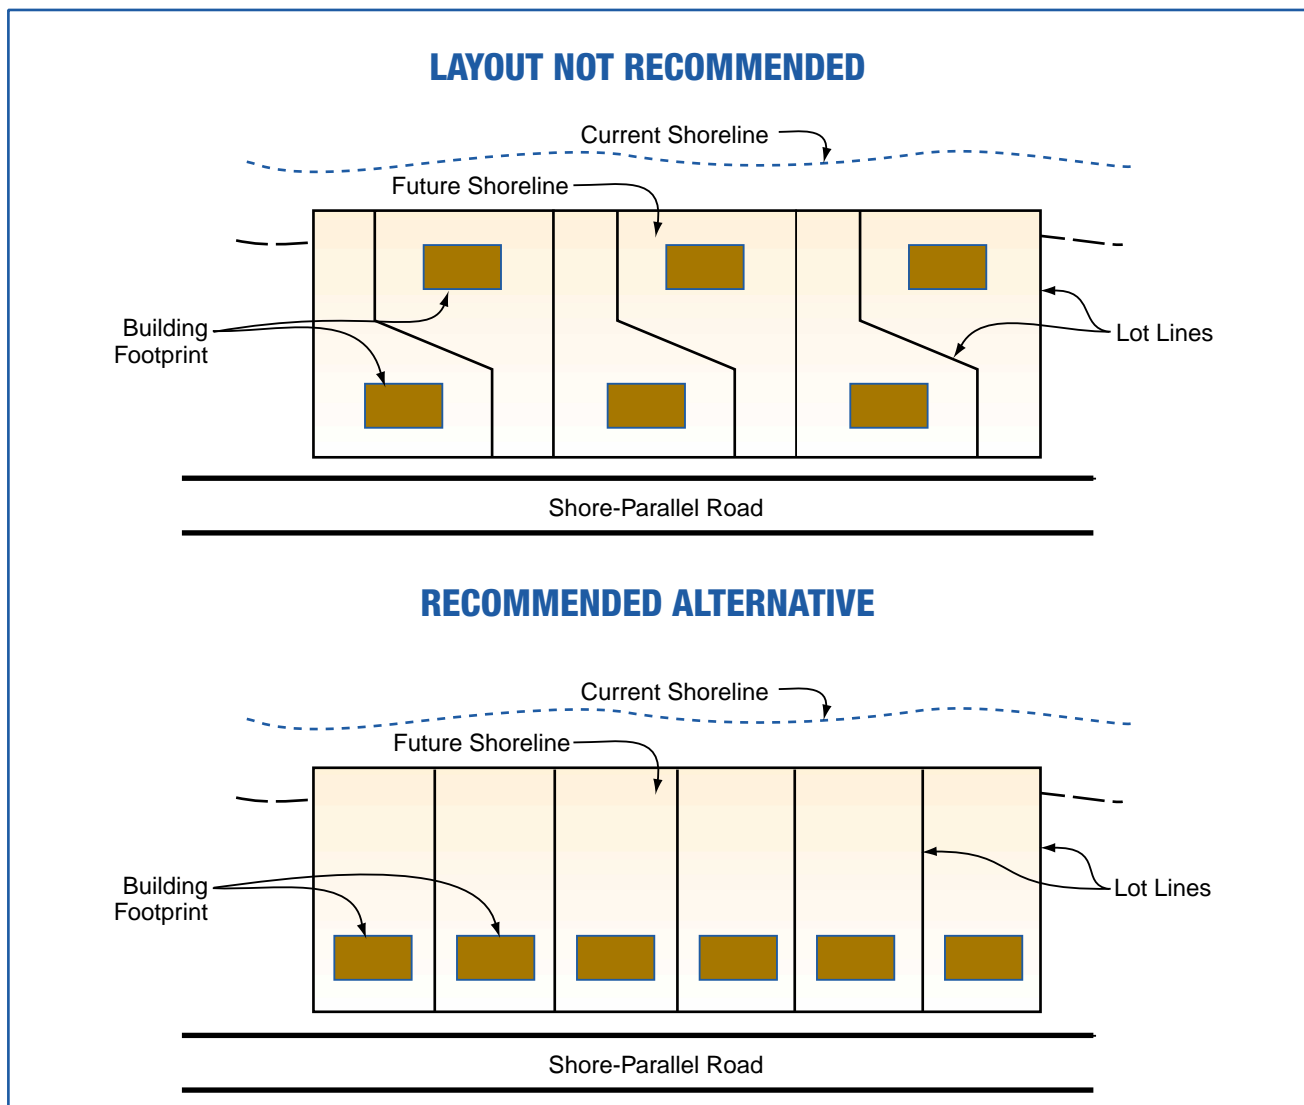 LAYOUT NOT RECOMMENDED
Current Shoreline
Future Shoreline
Building
Footprint
Lot Lines
Shore-Parallel Road
RECOMMENDED ALTERNATIVE
Current Shoreline
Future Shoreline
Building
Footprint
Lot Lines
Shore-Parallel Road